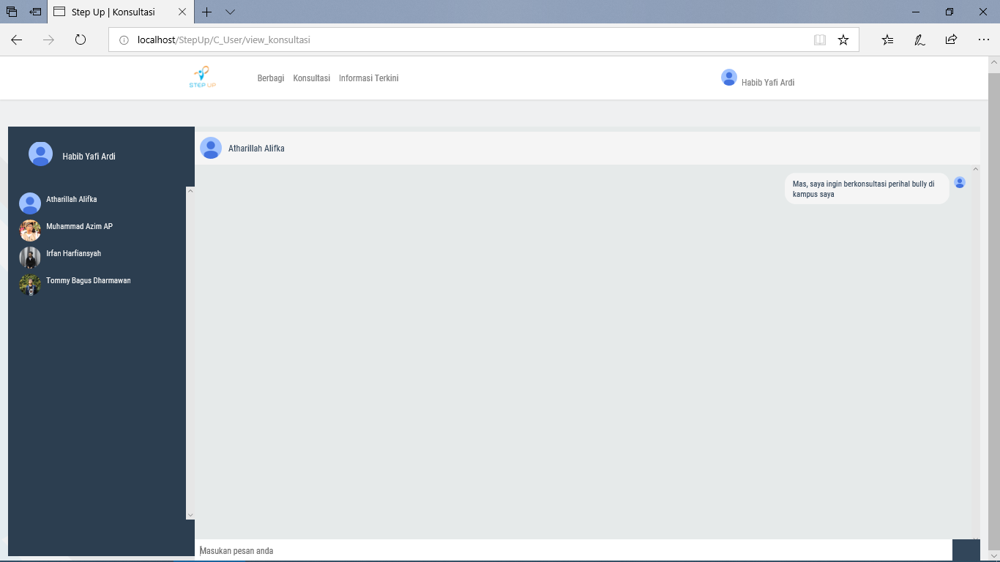 Step Up | Konsultasi
localhost/StepUp/C_User/view_konsultasi
STEP UP
Berbagi Konsultasi Informasi Terkini
Habib Yafi Ardi
Habib Yafi Ardi
Atharillah Alifka
Muhammad Azim AP
Irfan Harfiansyah
Tommy Bagus Dharmawan
Atharillah Alifka
Mas, saya ingin berkonsultasi perihal bully di
kampus saya
Masukan pesan anda